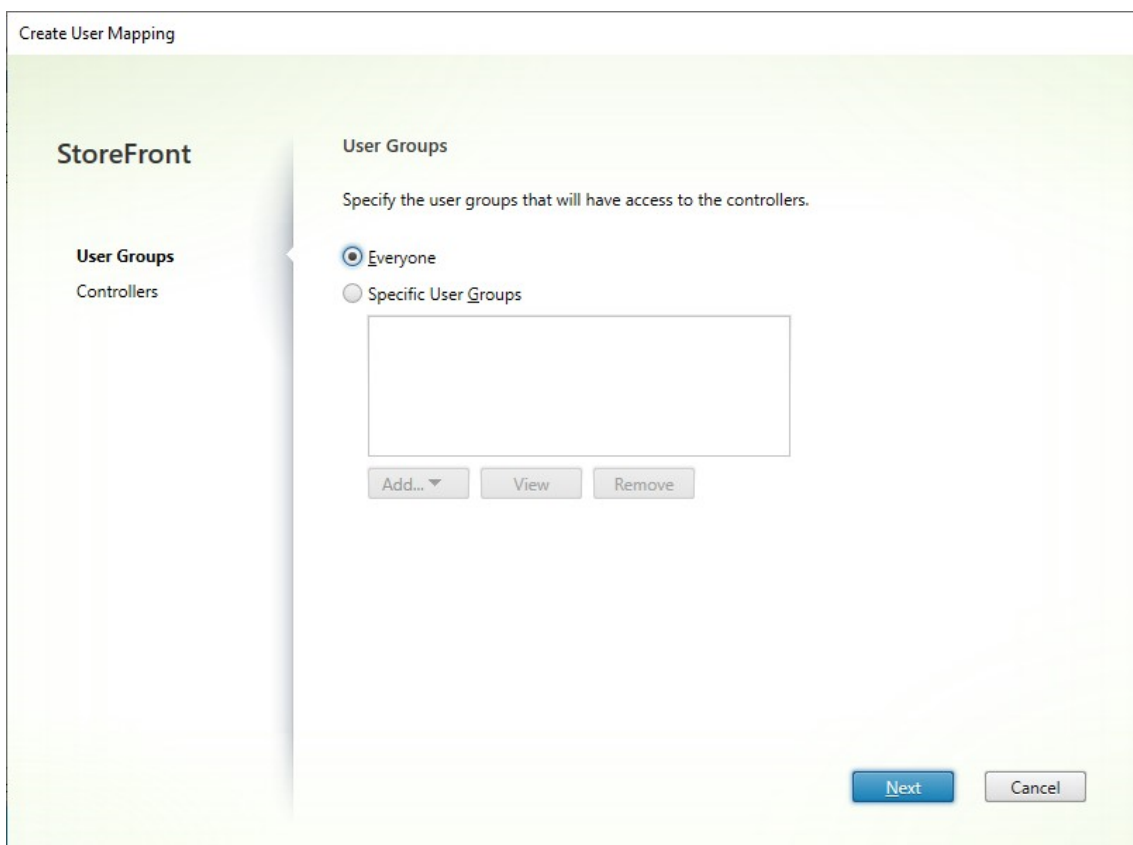 Create User Mapping
StoreFront
User Groups
Controllers
User Groups
Specify the user groups that will have access to the controllers.
Everyone
Specific User Groups
Add...
View
Remove
Next
Cancel